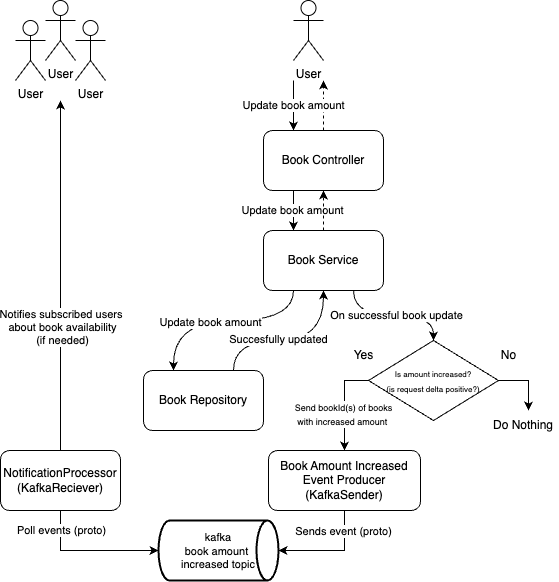 User
User
User
User
Update book amount
Book Controller
Update book amount
Book Service
Notifies subscribed users
about book availability
(if needed)
Update book amount
Succesfully updated
On successful book update
Yes
No
Is amount increased?
(is request delta positive?)
Book Repository
Send bookId(s) of books
with increased amount
Do Nothing
NotificationProcessor
(KafkaReciever)
Book Amount Increased
Event Producer
(KafkaSender)
Poll events (proto)
Sends event (proto)
kafka
book amount
increased topic